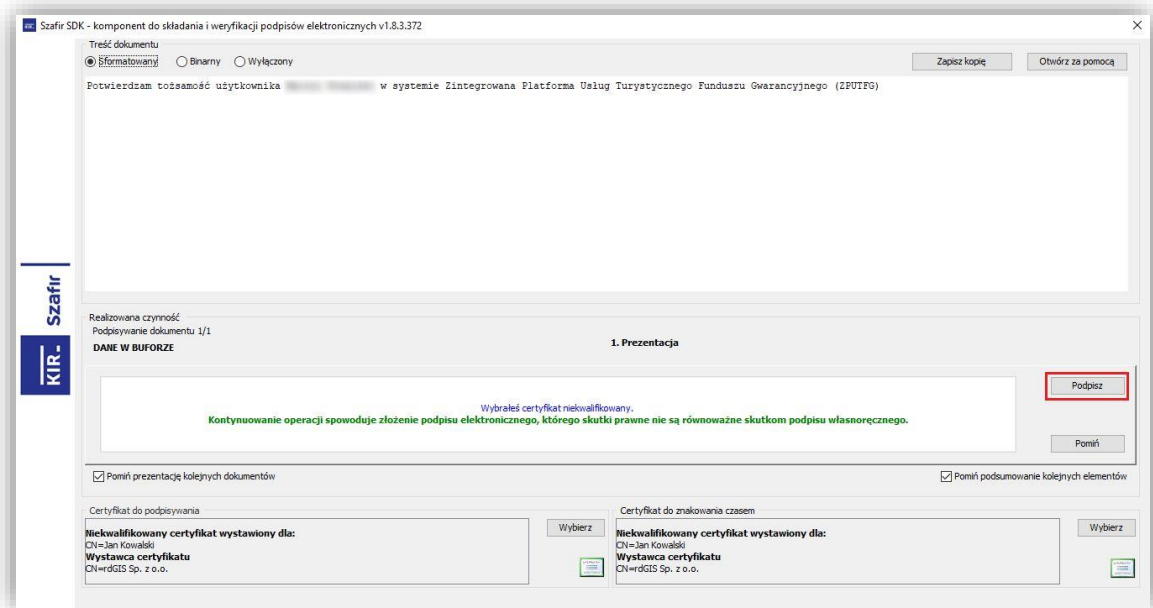 KIR. Szafir SDK - komponent do składania i weryfikacji podpisów elektronicznych v1.8.3.372
Treść dokumentu
Sformatowany Binarny Wyłączony Zapisz kopię Otwórz za pomocą
Potwierdzam tożsamość użytkownika w systemie Zintegrowana Platforma Usług Turystycznego Funduszu Gwarancyjnego (ZPUTFG)
KIR. Szafir
Realizowana czynność
Podpisywanie dokumentu 1/1
DANE W BUFORZE
1. Prezentacja
Wybrałeś certyfikat niekwalifikowany.
Kontynuowanie operacji spowoduje złożenie podpisu elektronicznego, którego skutki prawne nie są równoważne skutkom podpisu własnoręcznego.
Podpisz
Pomiń
Pomiń prezentację kolejnych dokumentów
Pomiń podsumowanie kolejnych elementów
Certyfikat do podpisywania
Niekwalifikowany certyfikat wystawiony dla:
CN=Jan Kowalski
Wystawca certyfikatu
CN=rdGIS Sp. z o.o.
Wybierz
Certyfikat do znakowania czasem
Niekwalifikowany certyfikat wystawiony dla:
CN=Jan Kowalski
Wystawca certyfikatu
CN=rdGIS Sp. z o.o.
Wybierz